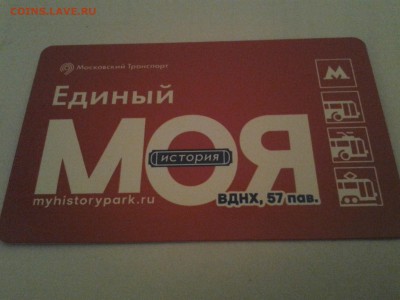 COINS.LAVE.RU
Московский Транспорт
Единый
М
МОЯ
история
myhistorypark.ru
ВДНХ, 57 пав.